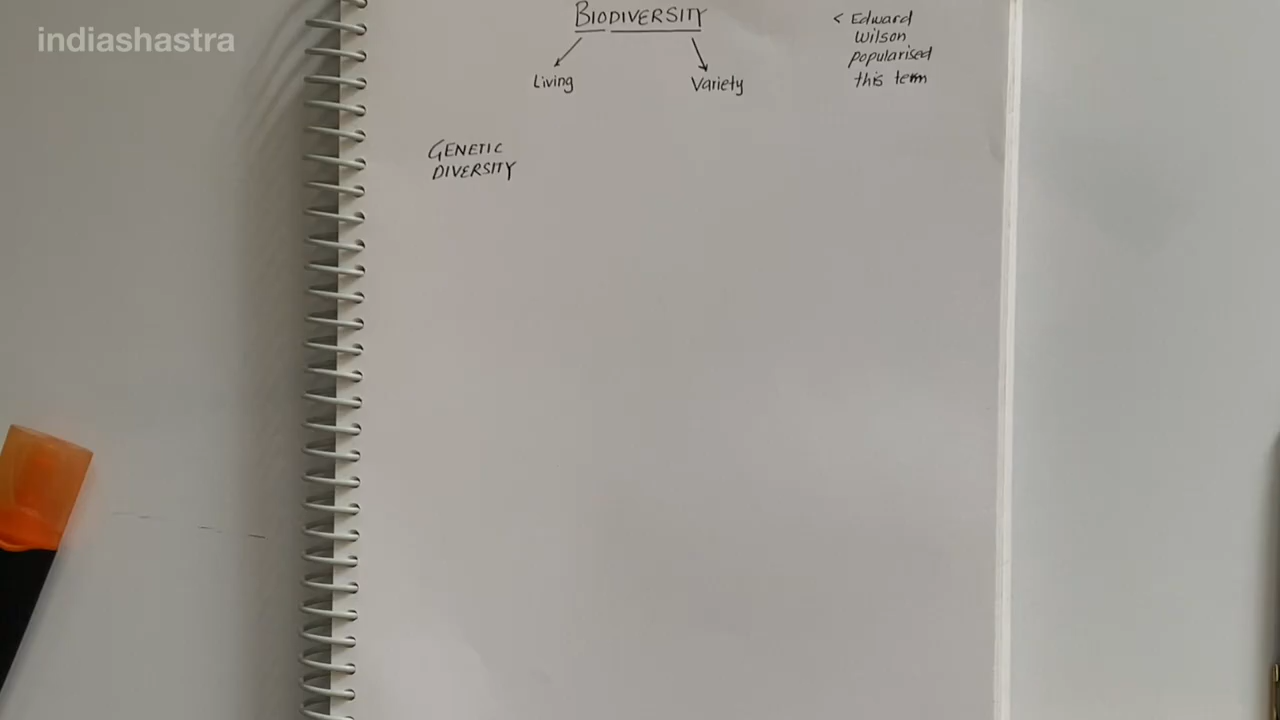 indiashastra
BIODIVERSITY
Living
Variety
< Edward
Wilson
popularised
this term
GENETIC
DIVERSITY